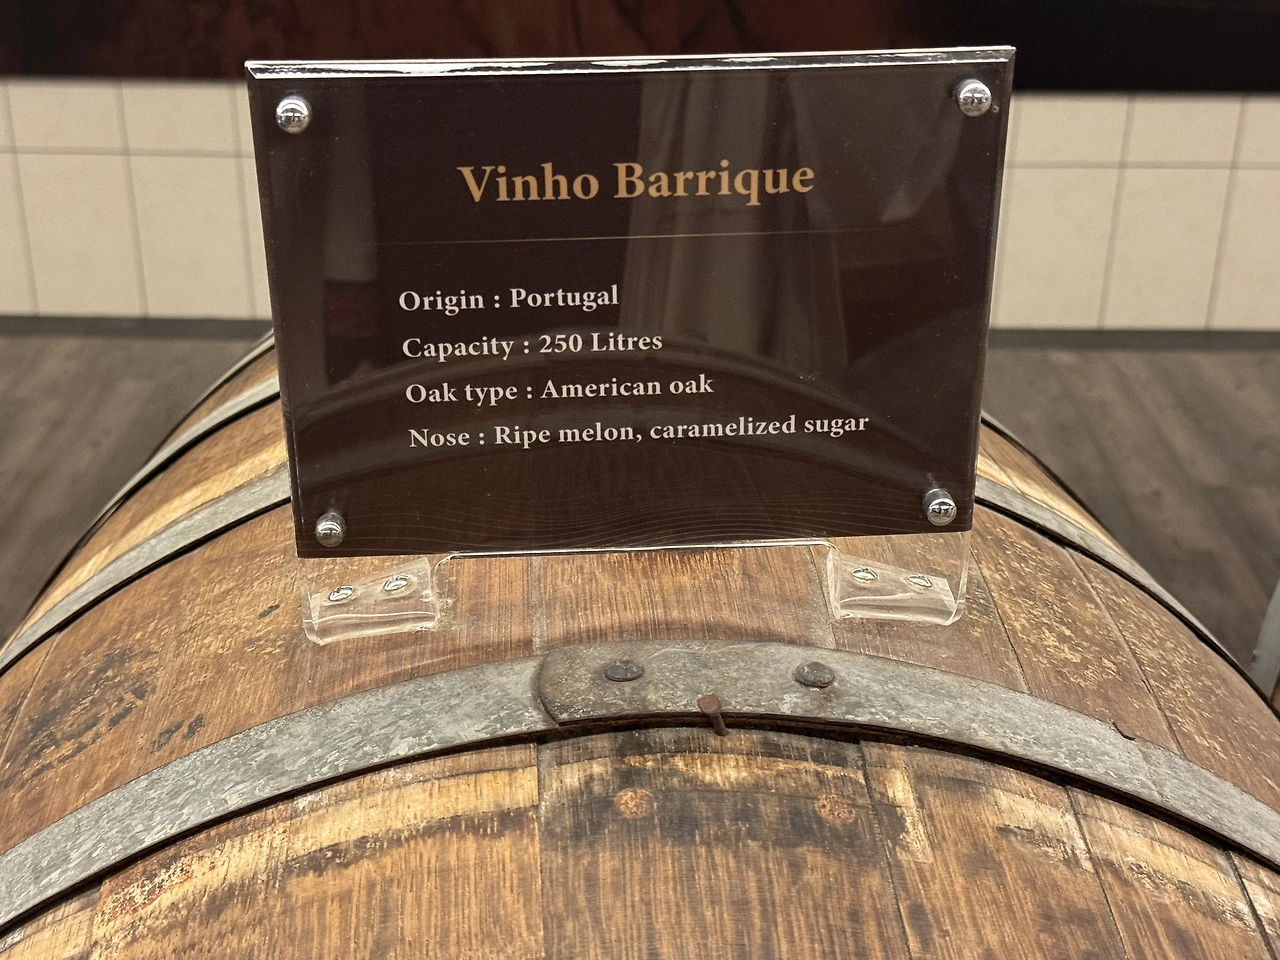 Vinho Barrique
Origin : Portugal
Capacity : 250 Litres
Oak type : American oak
Nose : Ripe melon, caramelized sugar